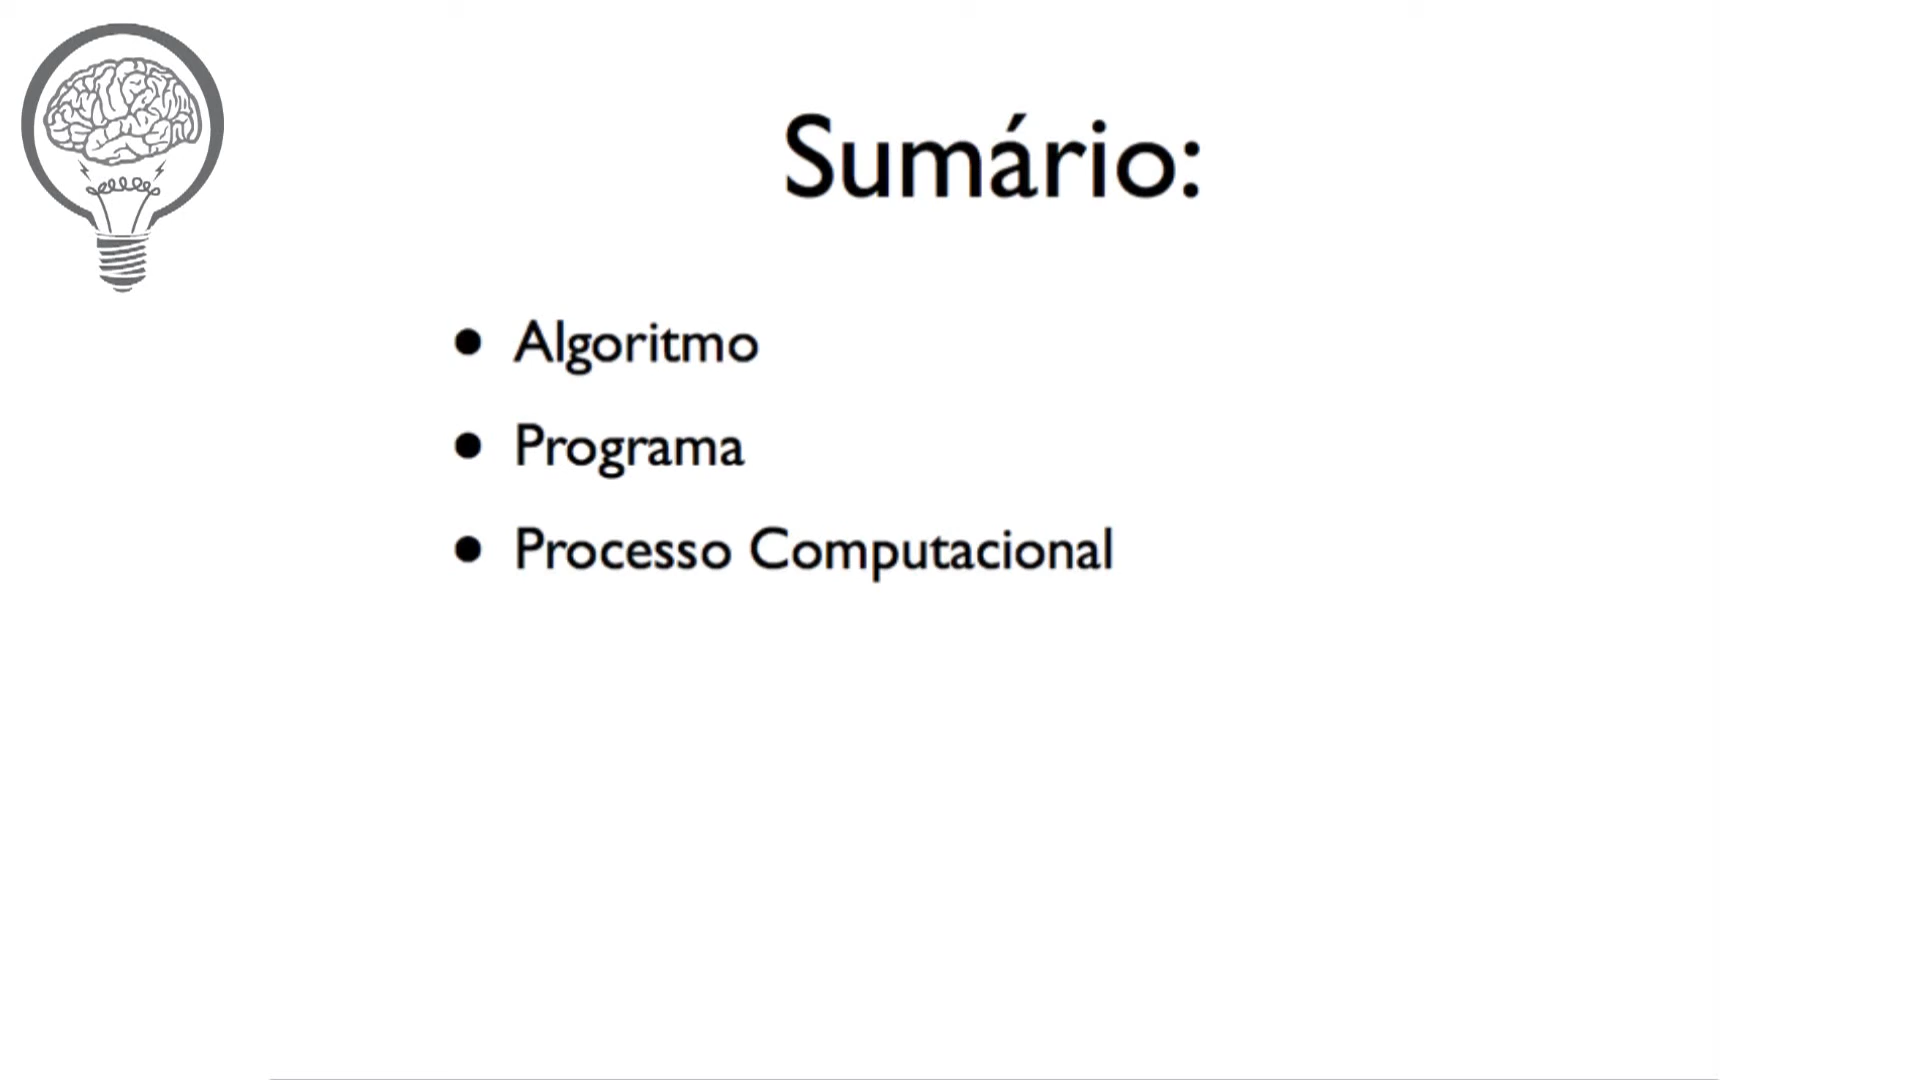 Sumário:
• Algoritmo
• Programa
• Processo Computacional